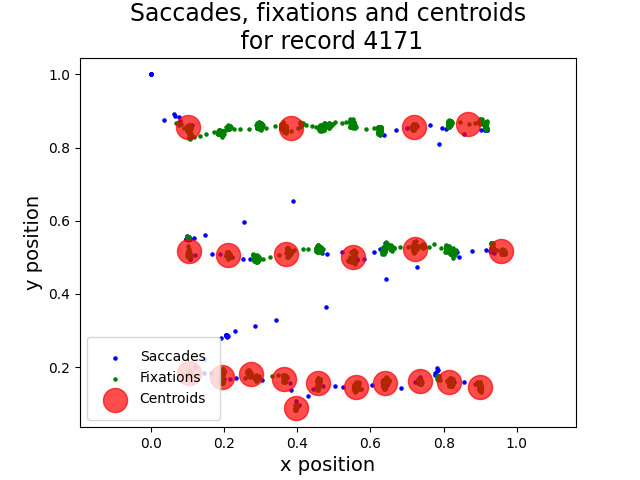 Saccades, fixations and centroids
for record 4171
y position
1.0
0.8
0.6
0.4
0.2
Saccades
Fixations
Centroids
0.0 0.2 0.4 0.6 0.8 1.0
x position